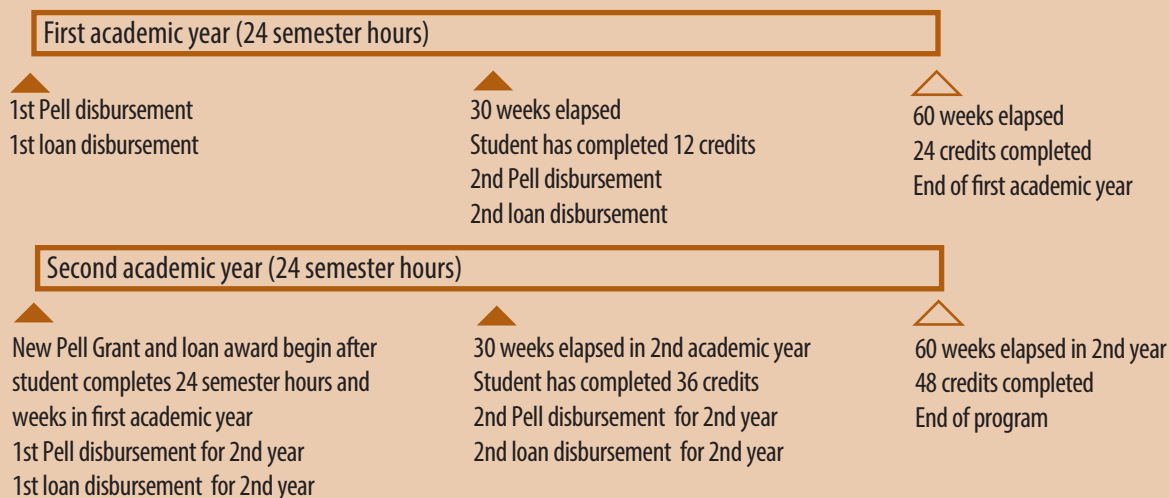 First academic year (24 semester hours)
1st Pell disbursement
1st loan disbursement
30 weeks elapsed
Student has completed 12 credits
2nd Pell disbursement
2nd loan disbursement
60 weeks elapsed
24 credits completed
End of first academic year
Second academic year (24 semester hours)
New Pell Grant and loan award begin after
student completes 24 semester hours and
weeks in first academic year
1st Pell disbursement for 2nd year
1st loan disbursement for 2nd year
30 weeks elapsed in 2nd academic year
Student has completed 36 credits
2nd Pell disbursement for 2nd year
2nd loan disbursement for 2nd year
60 weeks elapsed in 2nd year
48 credits completed
End of program